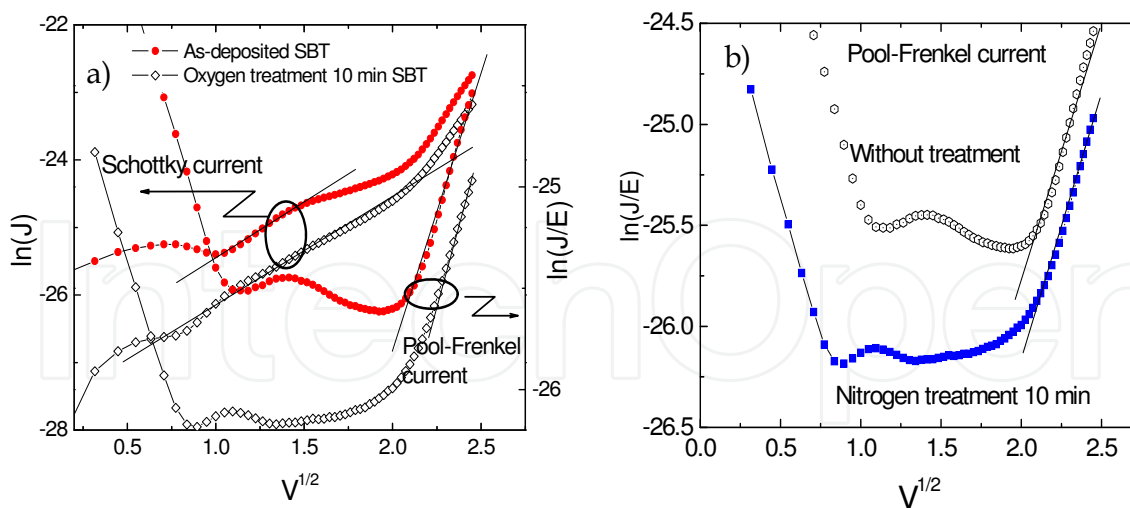 a)
As-deposited SBT
Oxygen treatment 10 min SBT
Schottky current
Pool-Frenkel
current
ln(J)
-22
-24
-26
-28
ln(J/E)
-25
-26
0.5 1.0 1.5 2.0 2.5
V1/2
b)
Pool-Frenkel current
Without treatment
Nitrogen treatment 10 min
ln(J/E)
-24.5
-25.0
-25.5
-26.0
-26.5
0.0 0.5 1.0 1.5 2.0 2.5
V1/2
IntechOpen